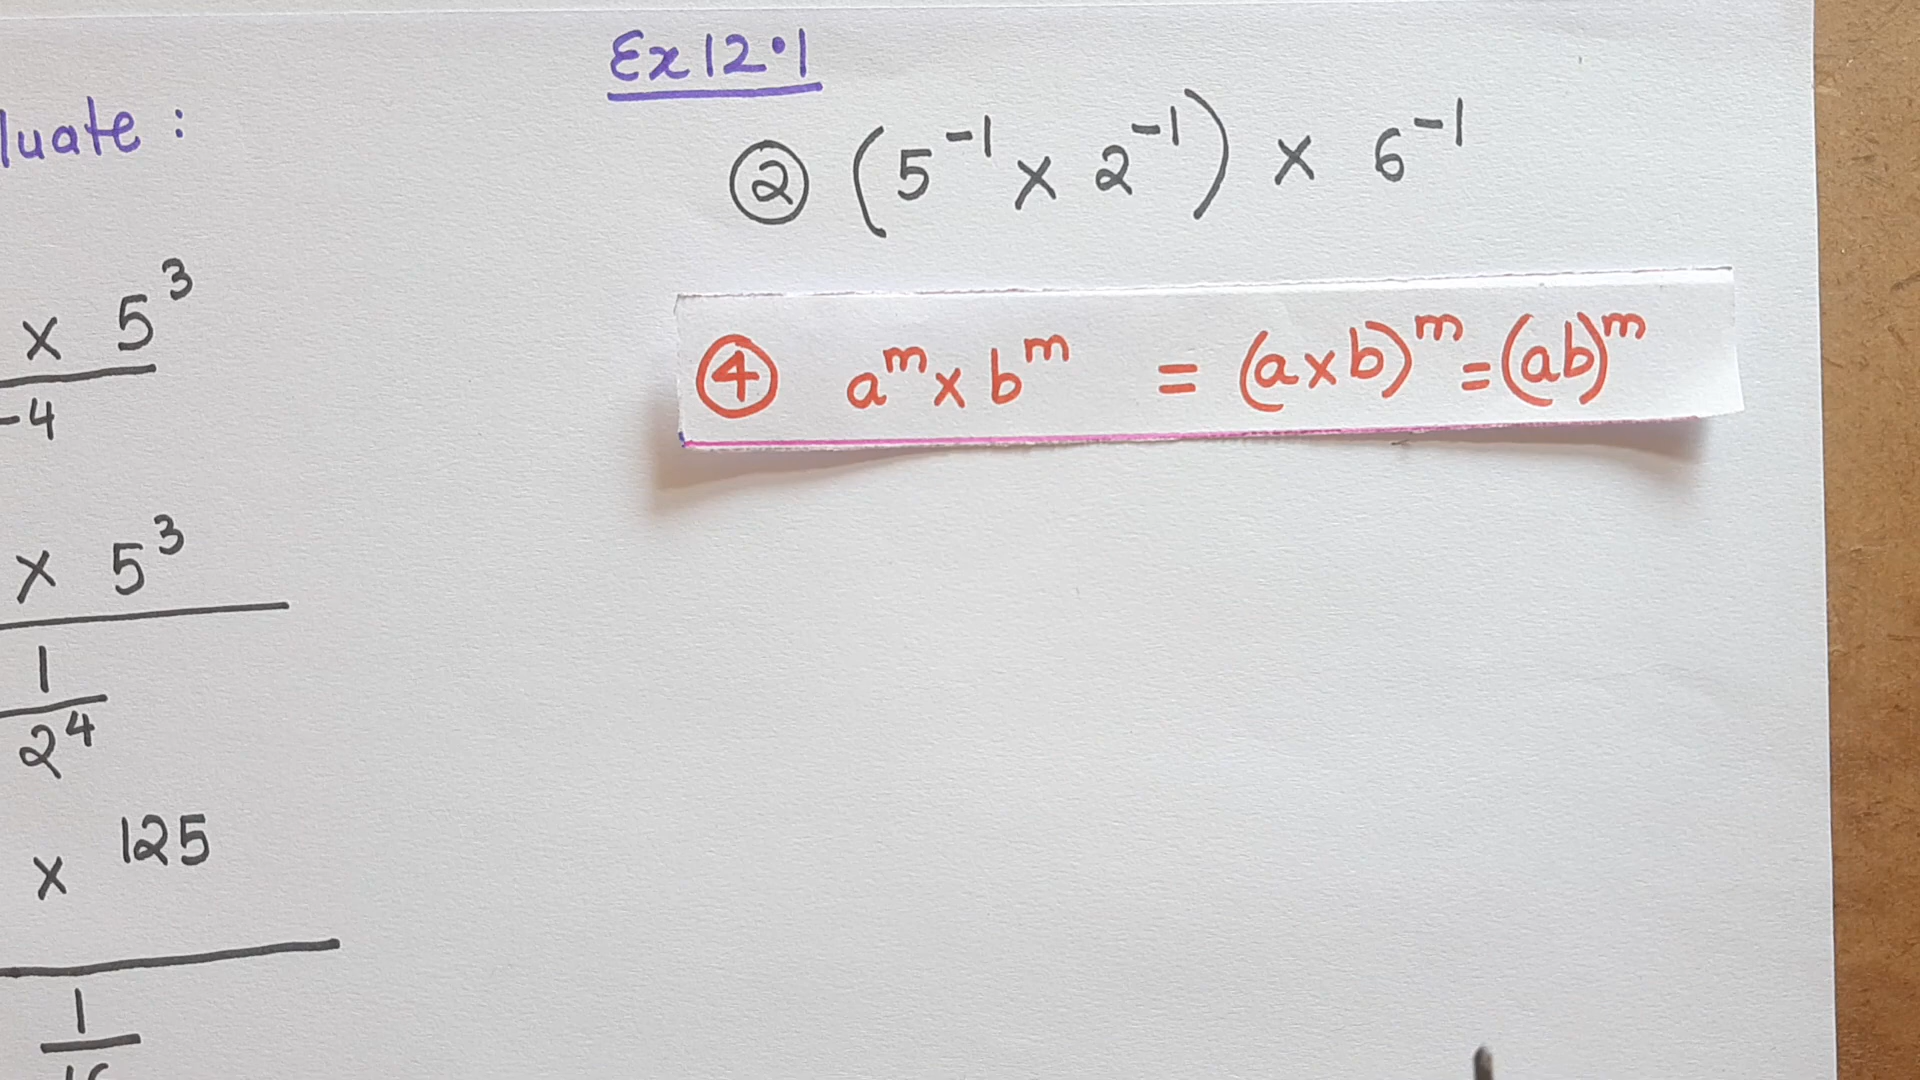 Ex 12.1
luate :
② (5⁻¹ × 2⁻¹) × 6⁻¹
④ aᵐ × bᵐ = (a×b)ᵐ = (ab)ᵐ
× 5³
-4
× 5³
1
2⁴
× 125
1